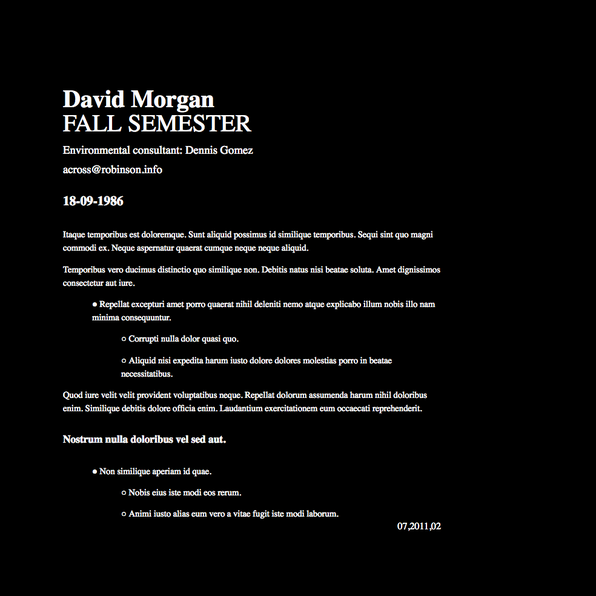 David Morgan
FALL SEMESTER
Environmental consultant: Dennis Gomez
across@robinson.info
18-09-1986
Itaque temporibus est doloremque. Sunt aliquid possimus id similique temporibus. Sequi sint quo magni
commodi ex. Neque aspernatur quaerat cumque neque neque aliquid.
Temporibus vero ducimus distinctio quo similique non. Debitis natus nisi beatae soluta. Amet dignissimos
consectetur aut iure.
● Repellat excepturi amet porro quaerat nihil deleniti nemo atque explicabo illum nobis illo nam
minima consequuntur.
○ Corrupti nulla dolor quasi quo.
○ Aliquid nisi expedita harum iusto dolore dolores molestias porro in beatae
necessitatibus.
Quod iure velit velit provident voluptatibus neque. Repellat dolorum assumenda harum nihil doloribus
enim. Similique debitis dolore officia enim. Laudantium exercitationem eum occaecati reprehenderit.
Nostrum nulla doloribus vel sed aut.
● Non similique aperiam id quae.
○ Nobis eius iste modi eos rerum.
○ Animi iusto alias eum vero a vitae fugit iste modi laborum.
07,2011,02